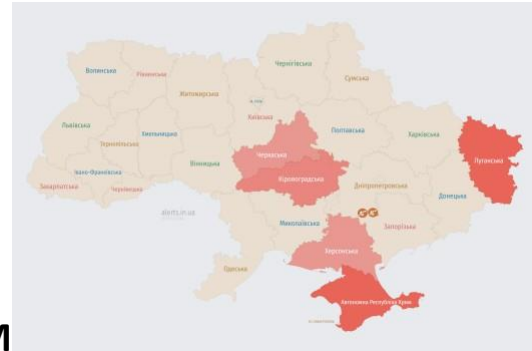 Чернігівська
Волинська
Рівненська
Сумська
Житомирська
м. Київ
Київська
Львівська
Полтавська
Харківська
Тернопільська
Хмельницька
Черкаська
Луганська
Івано-Франківська
Вінницька
Кіровоградська
Закарпатська
Чернівецька
Дніпропетровська
Донецька
alerts.in.ua
Миколаївська
Запорізька
Херсонська
Одеська
Автономна Республіка Крим
м